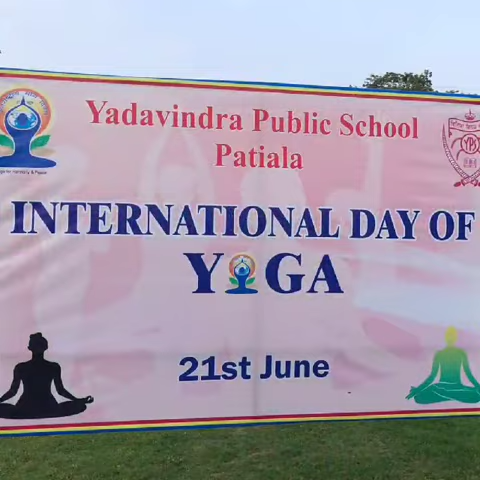 Yadavindra Public School
Patiala
INTERNATIONAL DAY OF
YOGA
21st June